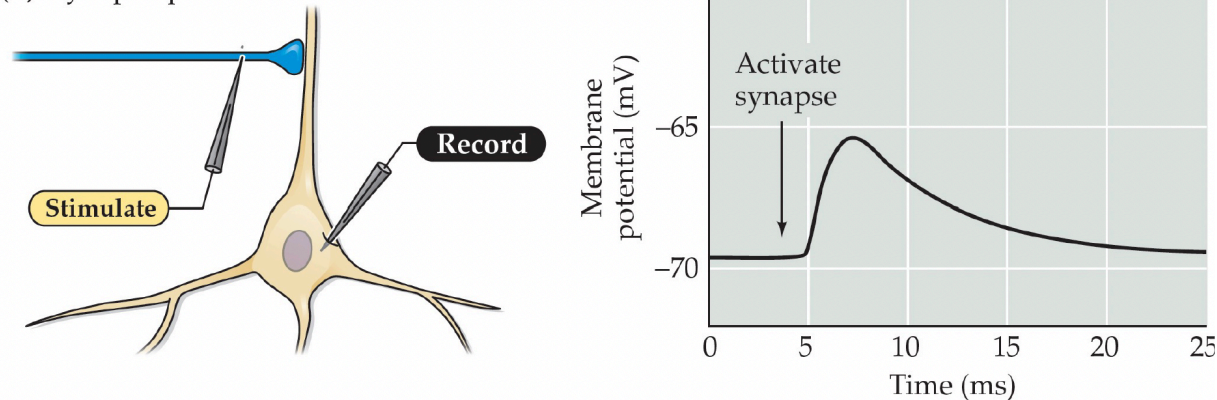 Stimulate
Record
Activate
synapse
Membrane
potential (mV)
–65
–70
0 5 10 15 20 25
Time (ms)